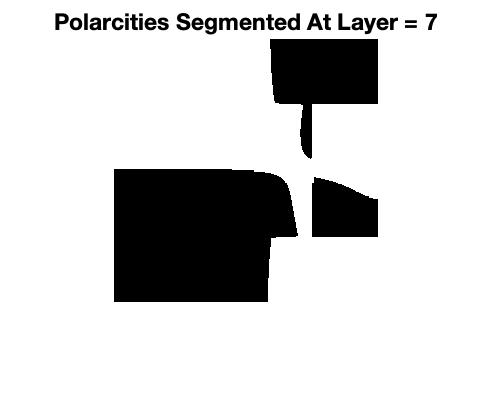 Polarcities Segmented At Layer = 7